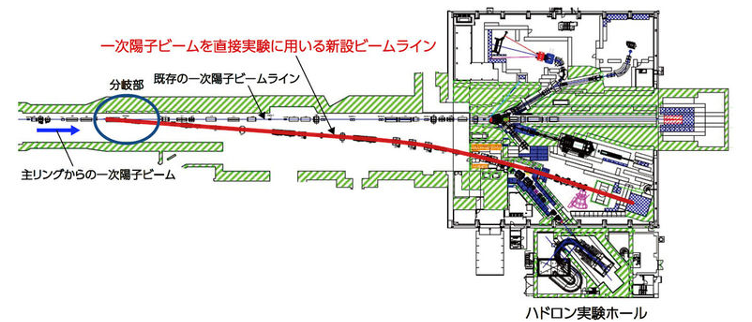 一次陽子ビームを直接実験に用いる新設ビームライン
分岐部
既存の一次陽子ビームライン
主リングからの一次陽子ビーム
ハドロン実験ホール